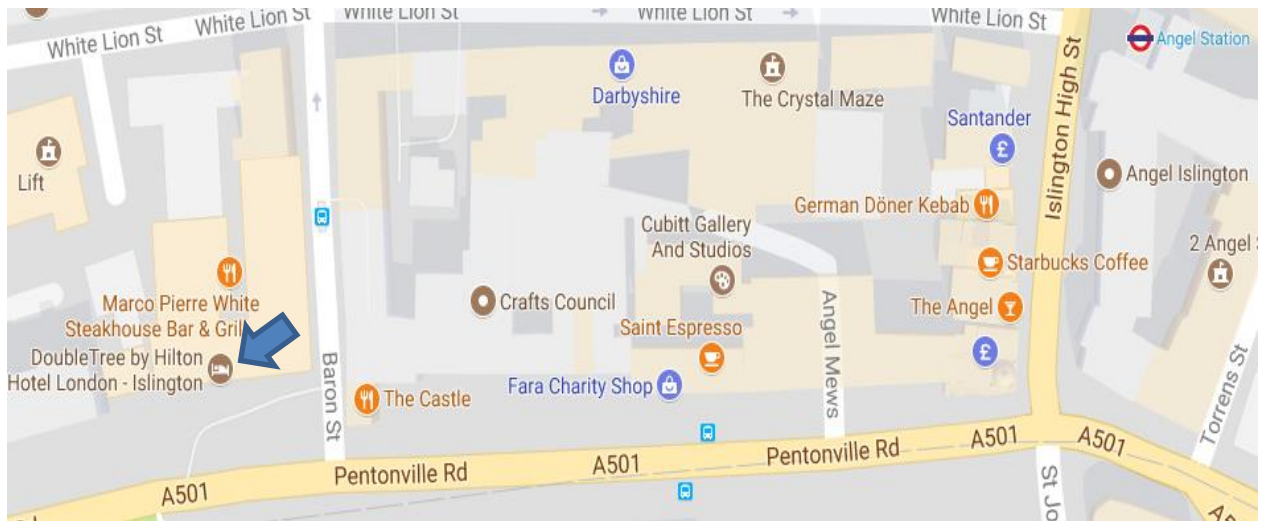 White Lion St
White Lion St
White Lion St
White Lion St
White Lion St
Islington High St
Angel Station
Darbyshire
The Crystal Maze
Santander
£
Lift
Angel Islington
German Döner Kebab
Cubitt Gallery
And Studios
2 Angel
Starbucks Coffee
Marco Pierre White
Steakhouse Bar & Grill
Crafts Council
The Angel
Angel Mews
Saint Espresso
£
DoubleTree by Hilton
Hotel London - Islington
Baron St
The Castle
Fara Charity Shop
Torrens St
A501
Pentonville Rd
A501
Pentonville Rd
A501
A501
St Jo